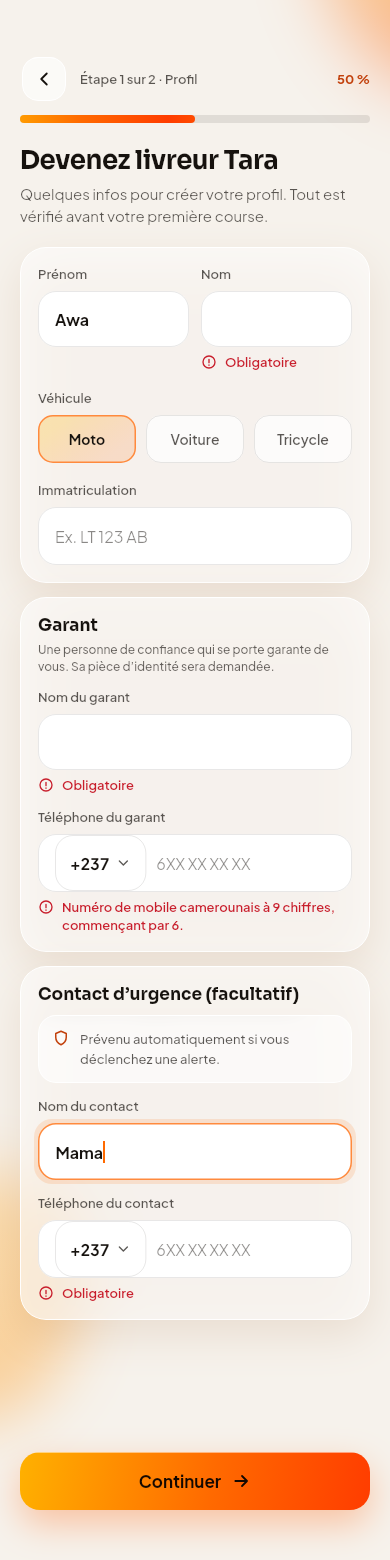 Étape 1 sur 2 · Profil
50 %
Devenez livreur Tara
Quelques infos pour créer votre profil. Tout est
vérifié avant votre première course.
Prénom
Nom
Awa
Obligatoire
Véhicule
Moto
Voiture
Tricycle
Immatriculation
Ex. LT 123 AB
Garant
Une personne de confiance qui se porte garante de
vous. Sa pièce d’identité sera demandée.
Nom du garant
Obligatoire
Téléphone du garant
+237
6XX XX XX XX
Numéro de mobile camerounais à 9 chiffres,
commençant par 6.
Contact d’urgence (facultatif)
Prévenu automatiquement si vous
déclenchez une alerte.
Nom du contact
Mama
Téléphone du contact
+237
6XX XX XX XX
Obligatoire
Continuer